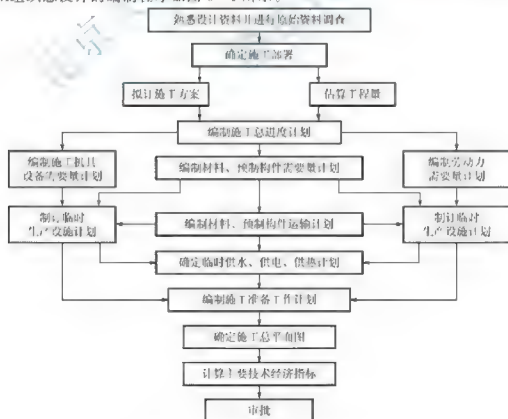 熟悉设计资料并进行原始资料调查
确定施工部署
拟订施工方案
估算工程量
编制施工总进度计划
编制施工机具
设备需要量计划
编制材料、预制构件需要量计划
编制劳动力
需要量计划
制订临时
生产设施计划
编制材料、预制构件运输计划
制订临时
生产设施计划
确定临时供水、供电、供热计划
编制施工准备工作计划
确定施工总平面图
计算主要技术经济指标
审批